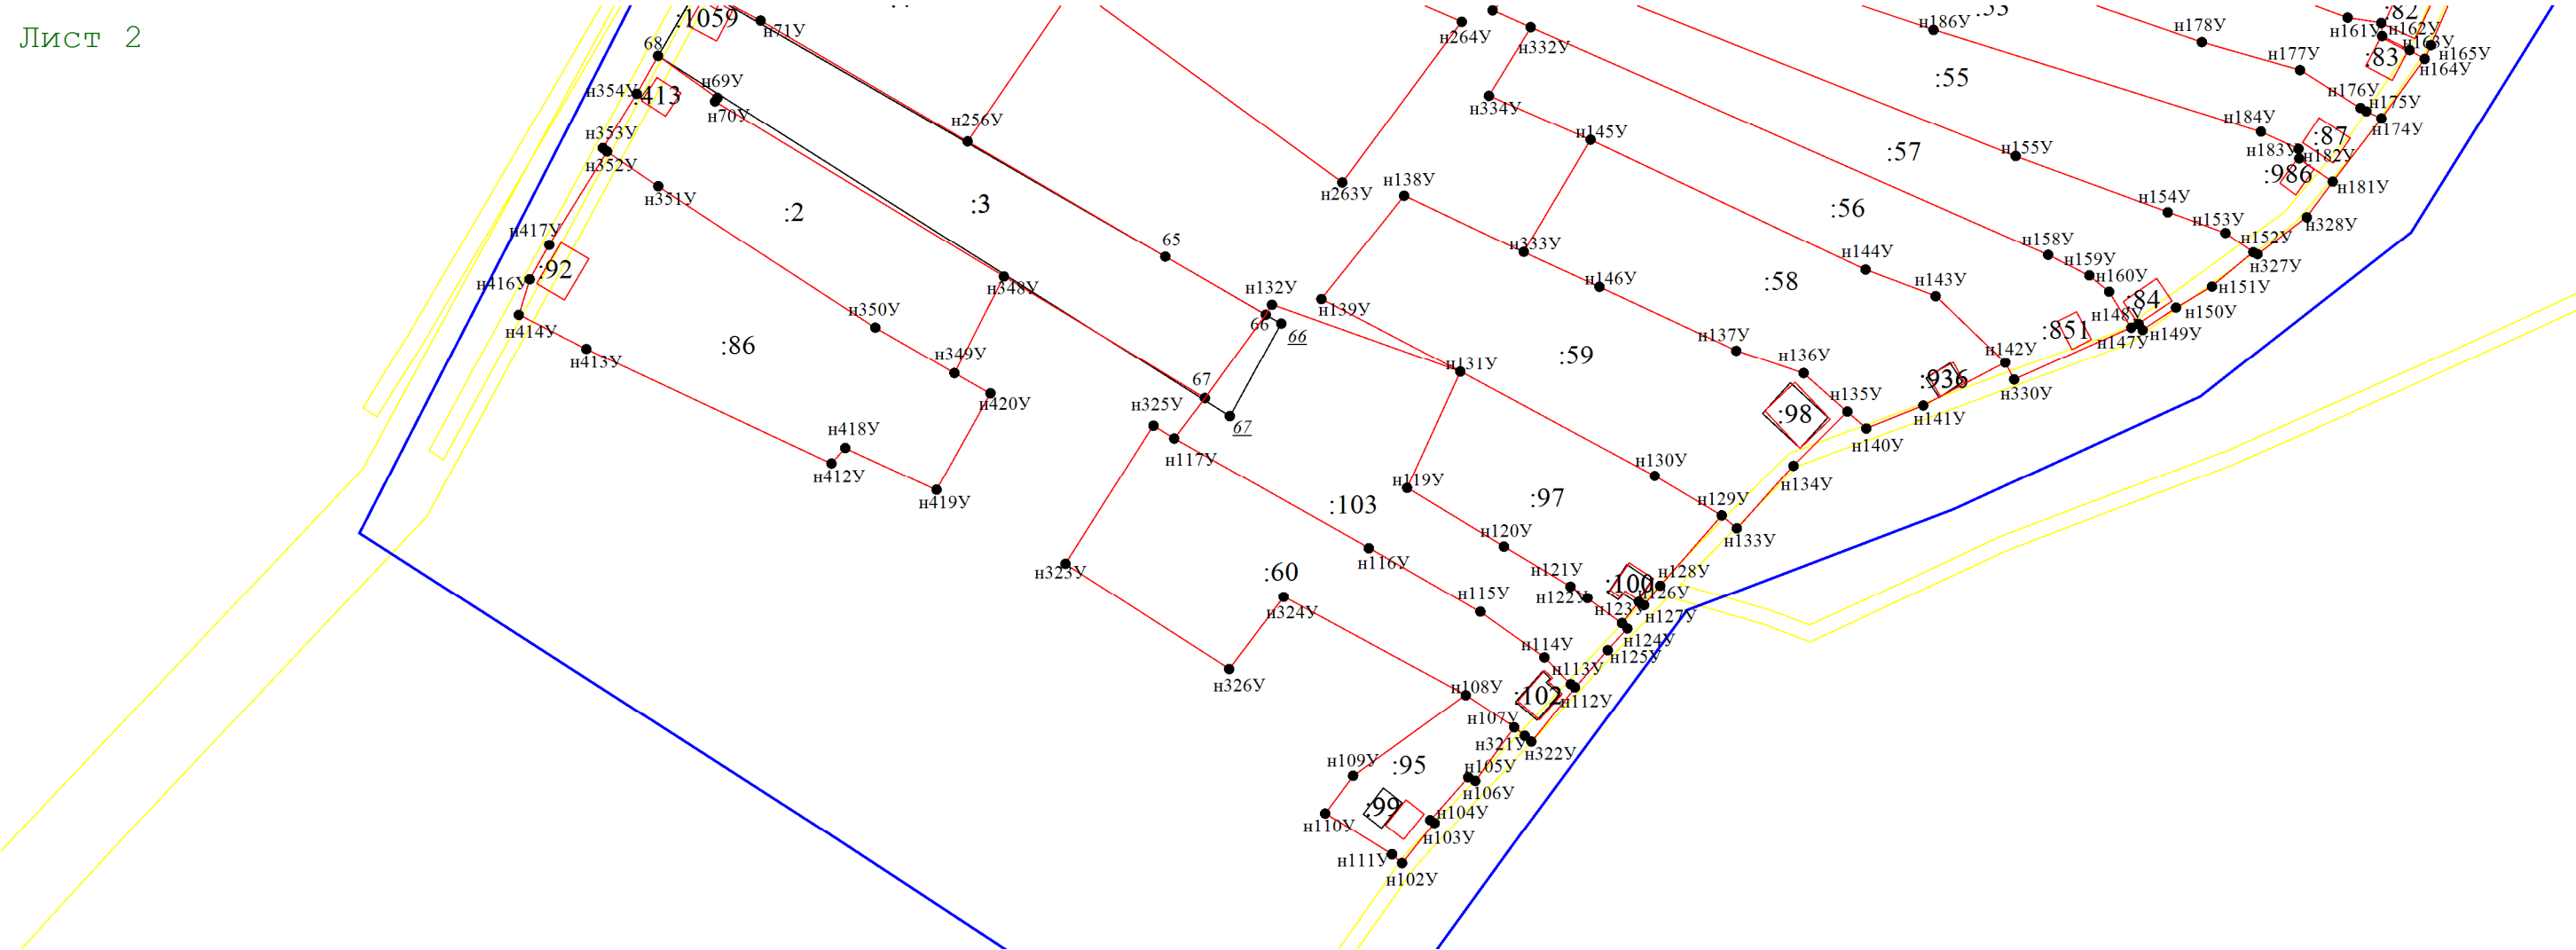 Лист 2
:1059
н71У
68
н69У
н354У
:413
н70У
н353У
н352У
н351У
:2
:3
н256У
н417У
:92
н416У
н348У
65
н414У
н413У
:86
н350У
н349У
н420У
н418У
н412У
н419У
н132У
66
66
67
67
н325У
н117У
н264У
н263У
н332У
н334У
н145У
н138У
н139У
н333У
н146У
н131У
:59
н137У
н136У
н135У
:98
н140У
н141У
:936
н142У
н330У
н144У
н143У
:58
:56
:57
:55
н186У
:53
н178У
н177У
н161У
:82
н162У
н163У
н165У
н164У
:83
н176У
н175У
н174У
н184У
:87
н183У
н182У
:986
н181У
н155У
н154У
н153У
н328У
н152У
н327У
н158У
н159У
н160У
н151У
:84
н150У
н148У
:851
н147У
н149У
н134У
н130У
н129У
н133У
н119У
:97
:103
н120У
н116У
н121У
:100
н128У
н122У
н126У
н123У
н127У
н124У
н125У
н323У
:60
н324У
н115У
н114У
н113У
н326У
н108У
:102
н112У
н107У
н321У
н322У
н109У
:95
н105У
н106У
:99
н110У
н104У
н103У
н111У
н102У